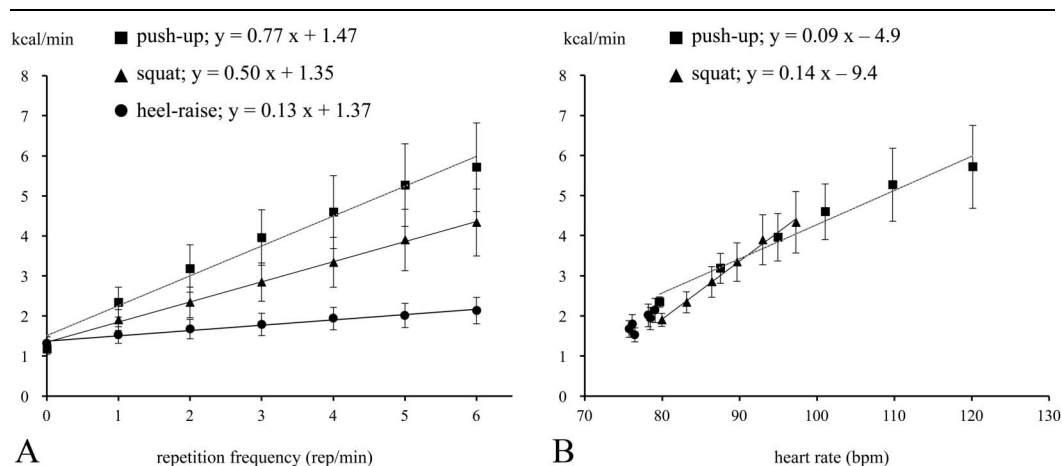 kcal/min
push-up; y = 0.77 x + 1.47
squat; y = 0.50 x + 1.35
heel-raise; y = 0.13 x + 1.37
8
7
6
5
4
3
2
1
0
0 1 2 3 4 5 6
A
repetition frequency (rep/min)
kcal/min
push-up; y = 0.09 x – 4.9
squat; y = 0.14 x – 9.4
8
7
6
5
4
3
2
1
0
70 80 90 100 110 120 130
B
heart rate (bpm)